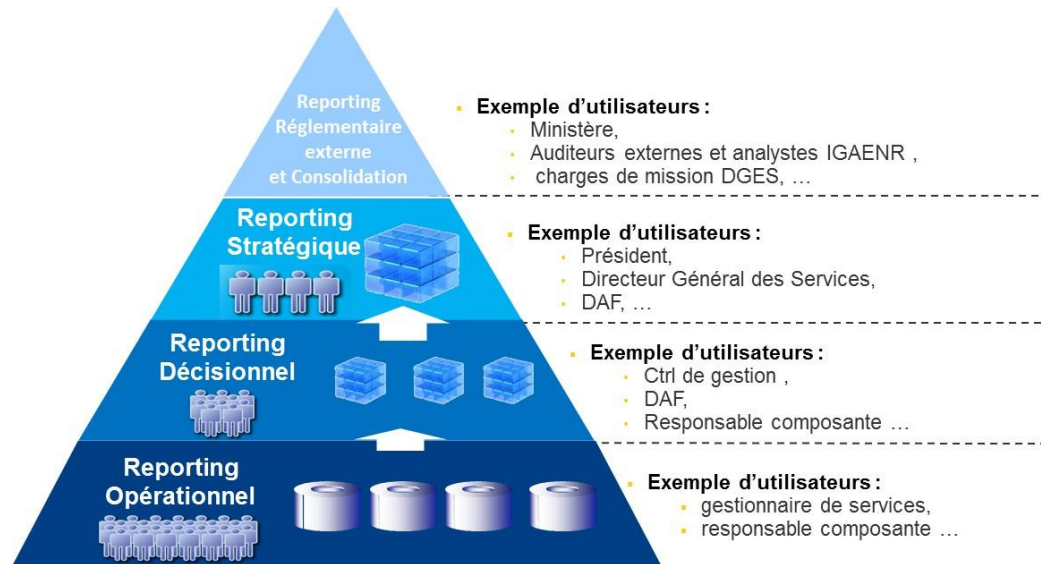 Reporting
Réglementaire
externe
et Consolidation
Exemple d'utilisateurs :
Ministère,
Auditeurs externes et analystes IGAENR ,
charges de mission DGES, …
Reporting
Stratégique
Exemple d'utilisateurs :
Président,
Directeur Général des Services,
DAF, …
Reporting
Décisionnel
Exemple d'utilisateurs :
Ctrl de gestion ,
DAF,
Responsable composante …
Reporting
Opérationnel
Exemple d'utilisateurs :
gestionnaire de services,
responsable composante …